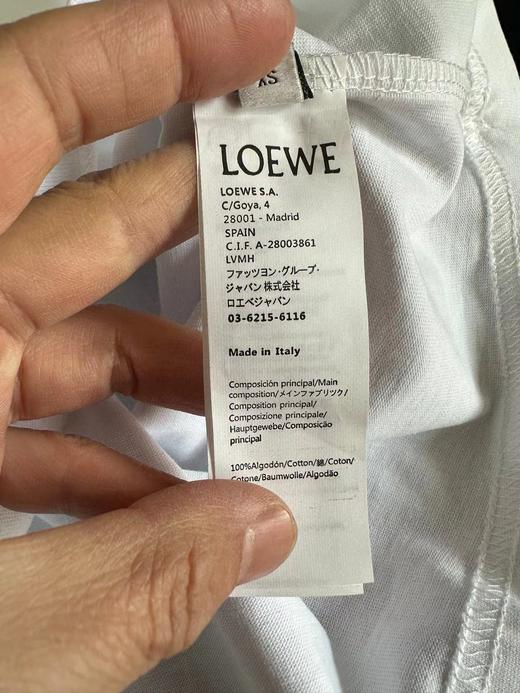 XS
LOEWE
LOEWE S.A.
C/Goya, 4
28001 - Madrid
SPAIN
C.I.F. A-28003861
LVMH
ファッツョン・グループ・
ジャパン株式会社
ロエベジャパン
03-6215-6116
Made in Italy
Composición principal/Main
composition/メインファブリック/
Composition principal/
Composizione principale/
Hauptgewebe/Composição
principal
100%Algodón/Cotton/綿/Coton/
Cotone/Baumwolle/Algodão